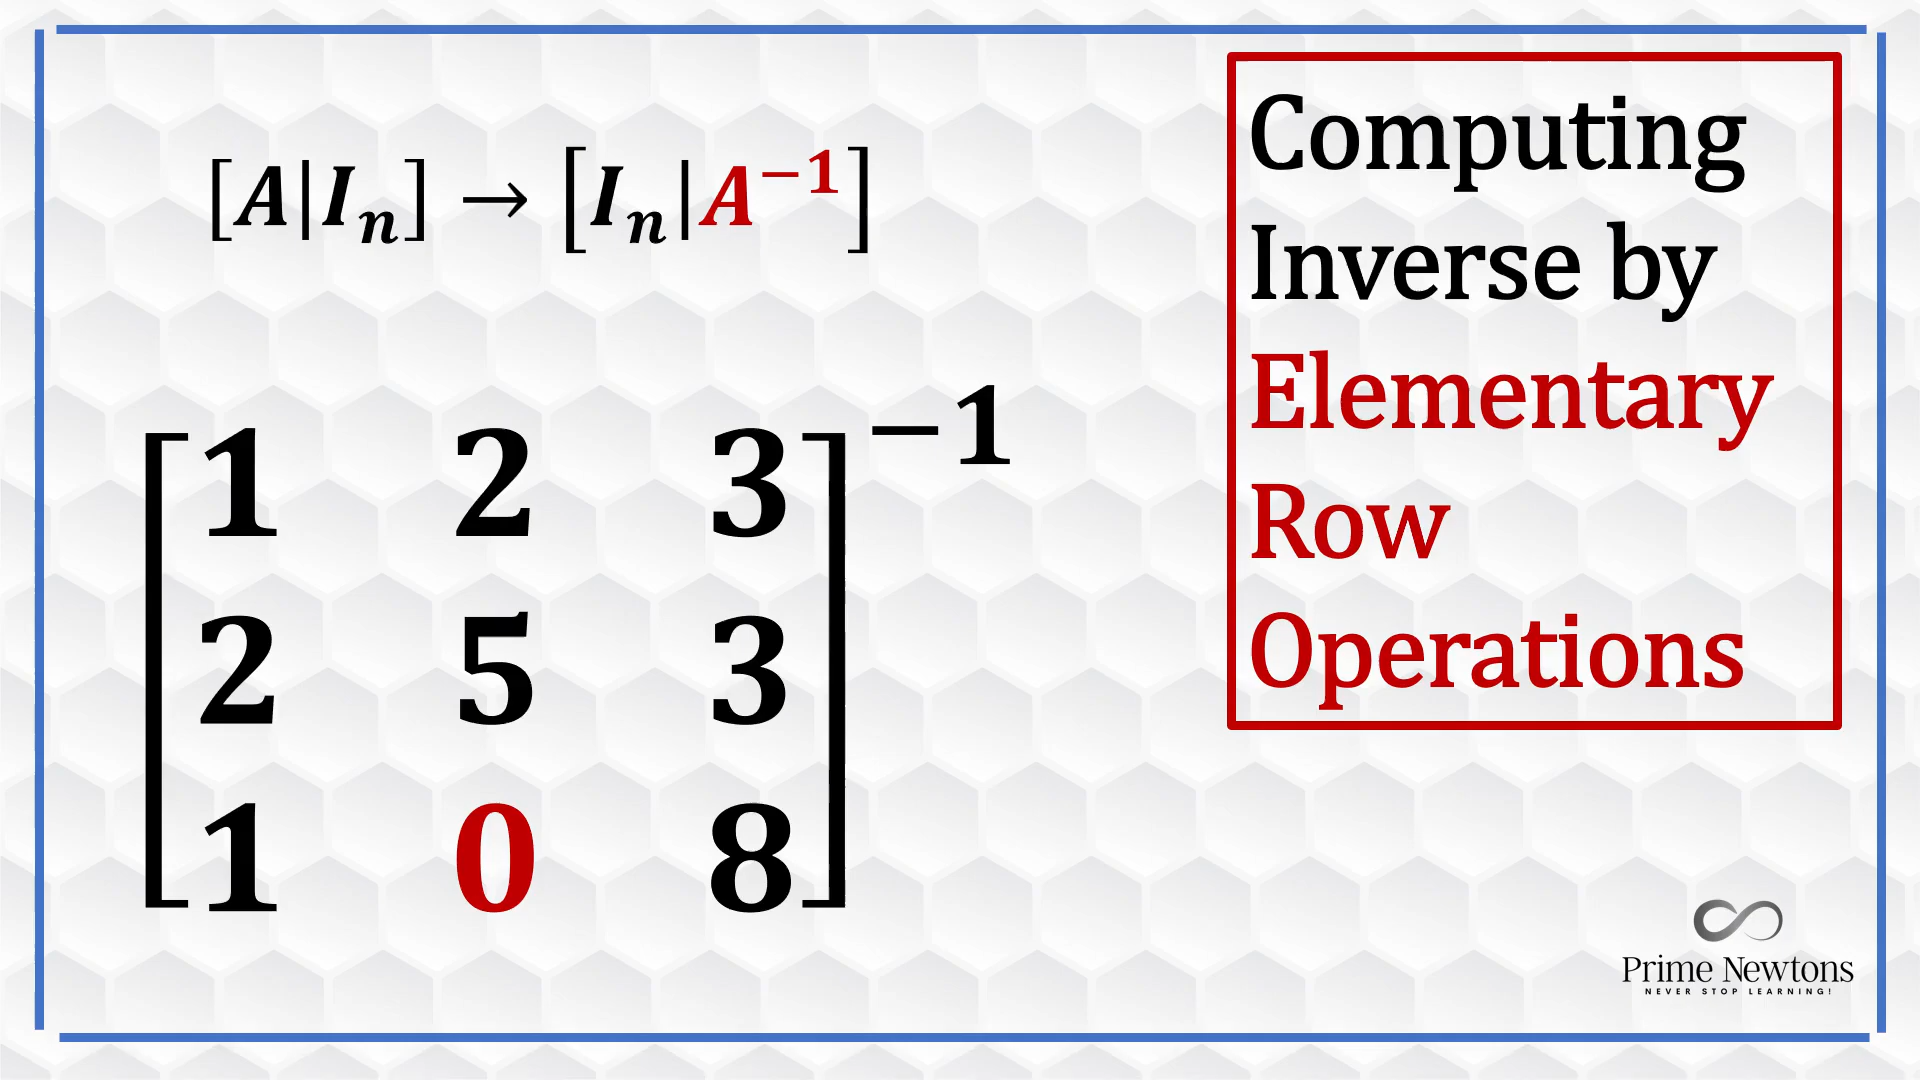 [A|Iₙ] → [Iₙ|A⁻¹]
[1 2 3]⁻¹
2 5 3
1 0 8
Computing
Inverse by
Elementary
Row
Operations
Prime Newtons
NEVER STOP LEARNING!